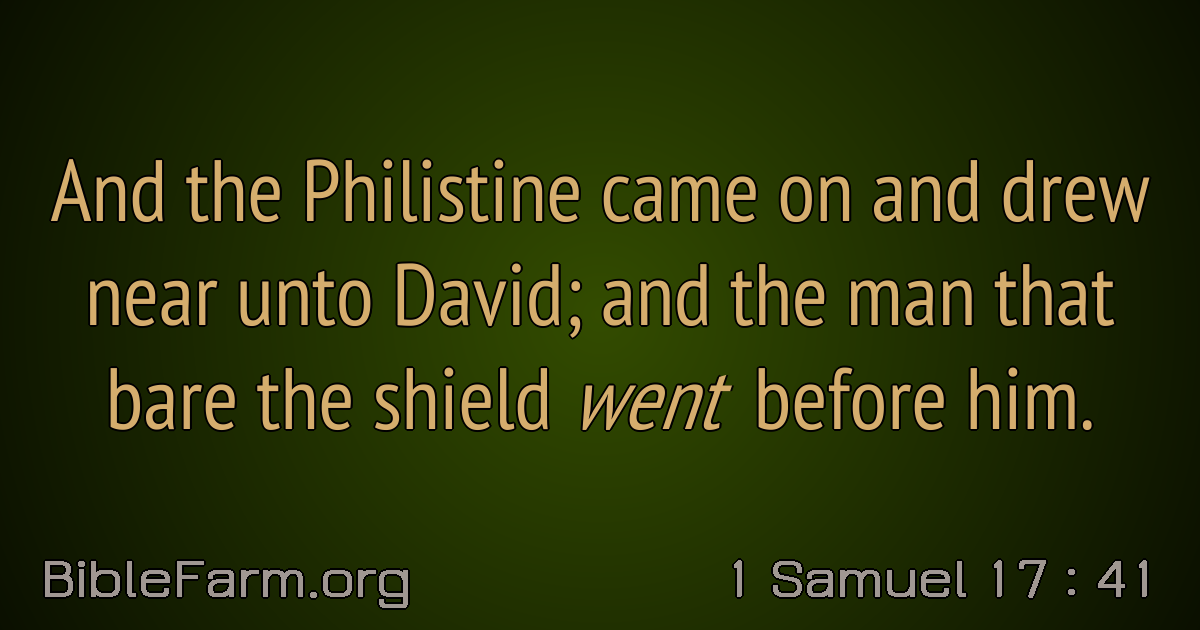 And the Philistine came on and drew
near unto David; and the man that
bare the shield went before him.
BibleFarm.org
1 Samuel 17 : 41